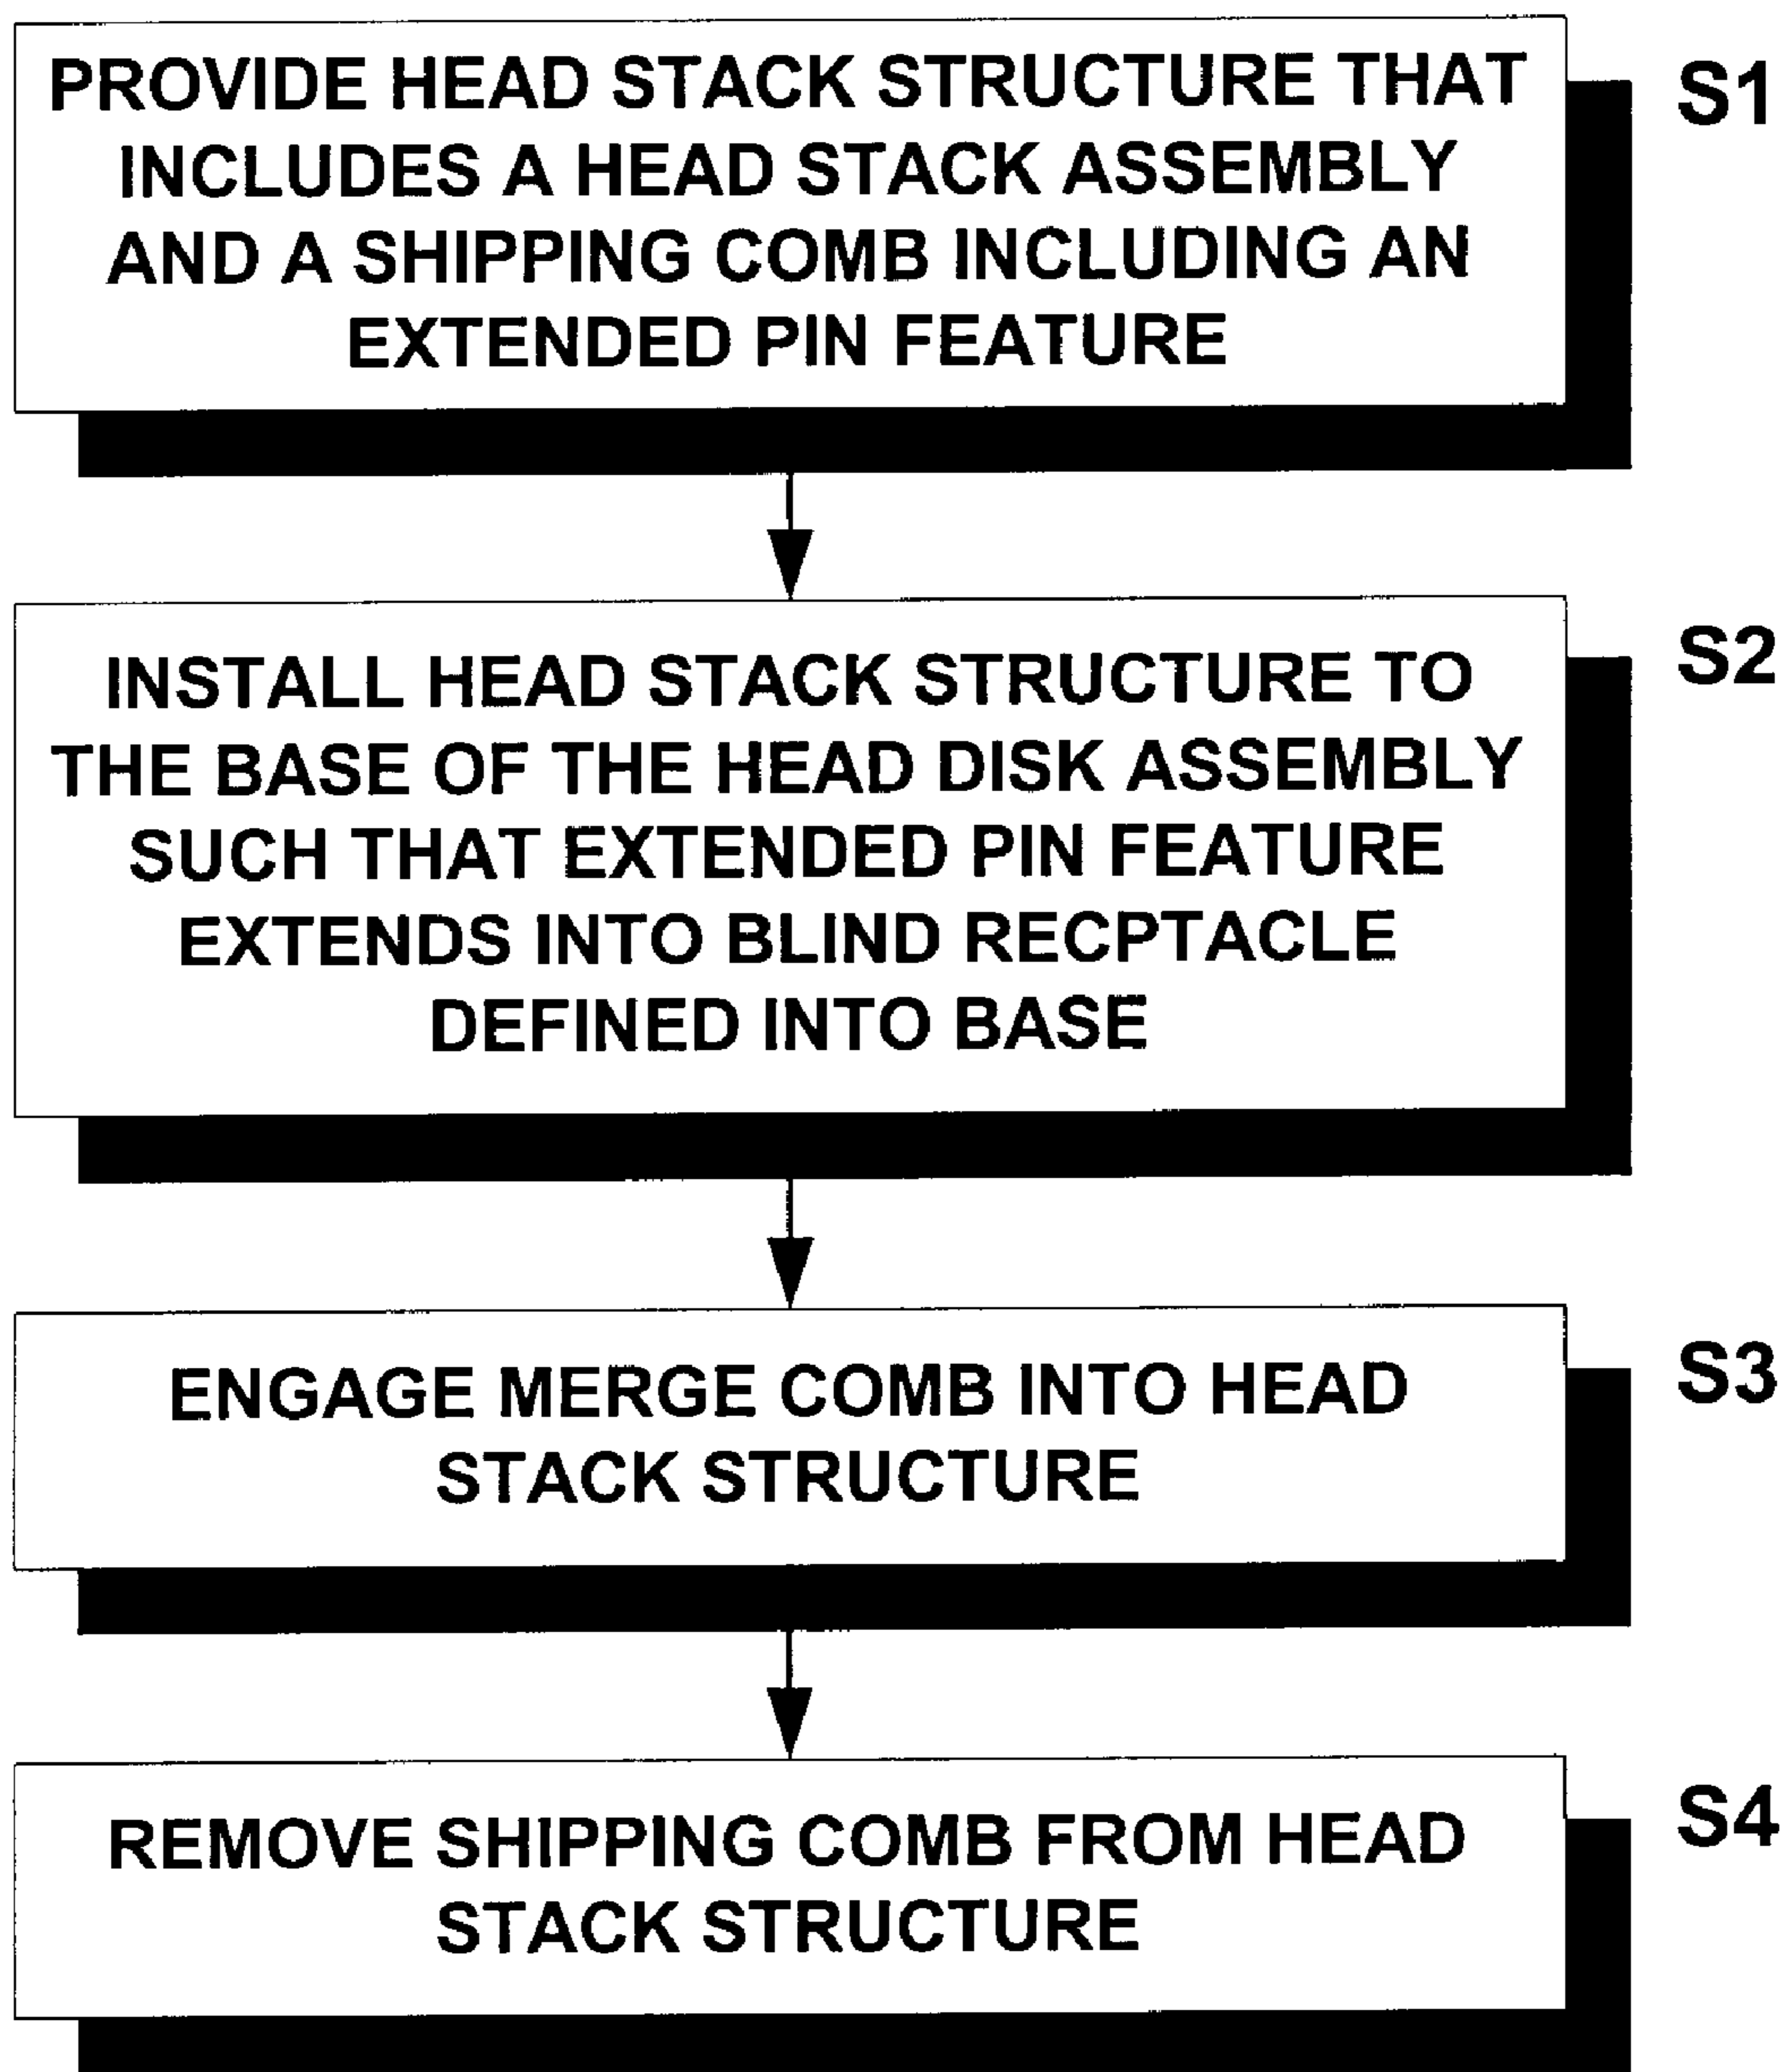 PROVIDE HEAD STACK STRUCTURE THAT
INCLUDES A HEAD STACK ASSEMBLY
AND A SHIPPING COMB INCLUDING AN
EXTENDED PIN FEATURE
S1
INSTALL HEAD STACK STRUCTURE TO
THE BASE OF THE HEAD DISK ASSEMBLY
SUCH THAT EXTENDED PIN FEATURE
EXTENDS INTO BLIND RECPTACLE
DEFINED INTO BASE
S2
ENGAGE MERGE COMB INTO HEAD
STACK STRUCTURE
S3
REMOVE SHIPPING COMB FROM HEAD
STACK STRUCTURE
S4